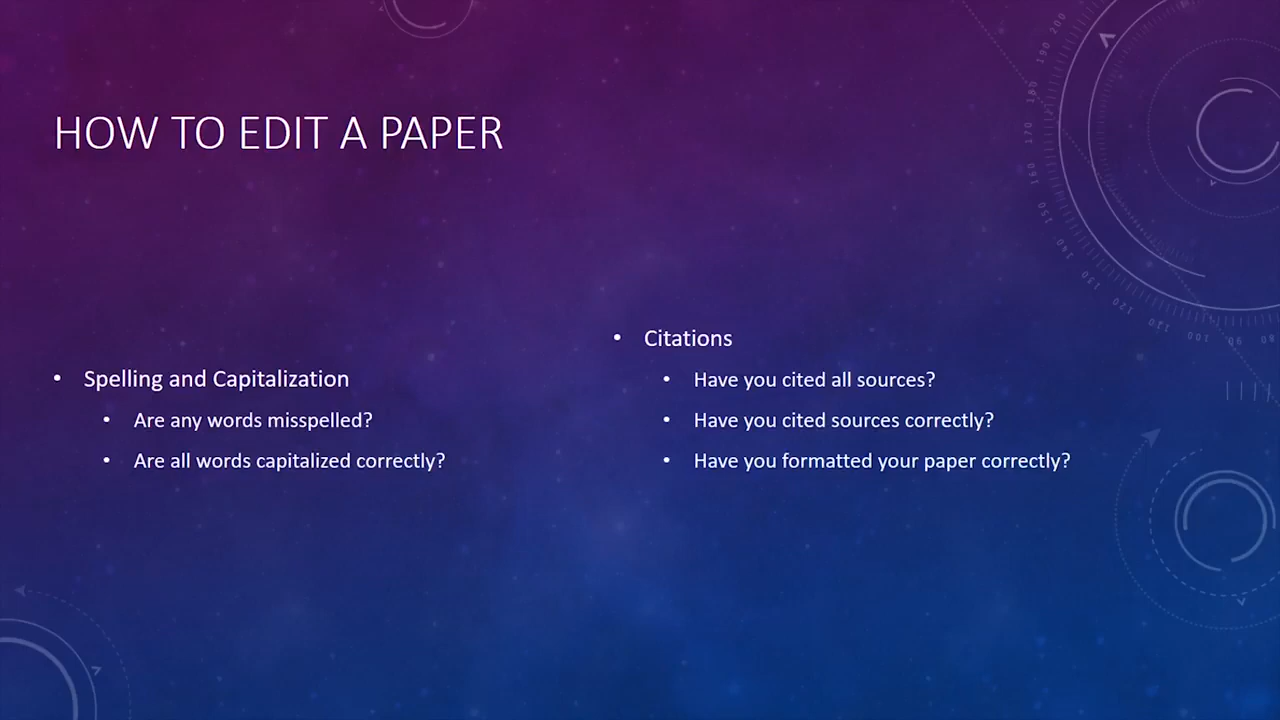 HOW TO EDIT A PAPER
• Spelling and Capitalization
• Are any words misspelled?
• Are all words capitalized correctly?
• Citations
• Have you cited all sources?
• Have you cited sources correctly?
• Have you formatted your paper correctly?